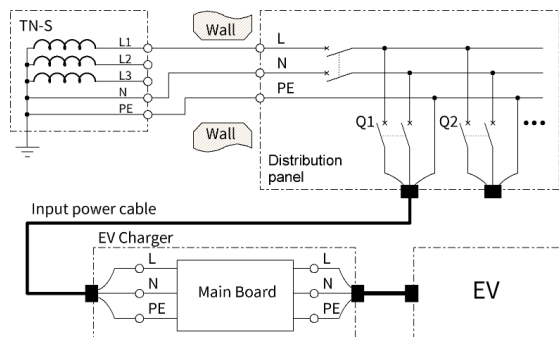 TN-S
L1
L2
L3
N
PE
Wall
Wall
L
N
PE
Q1
Q2
Distribution
panel
Input power cable
EV Charger
L
N
PE
Main Board
L
N
PE
EV